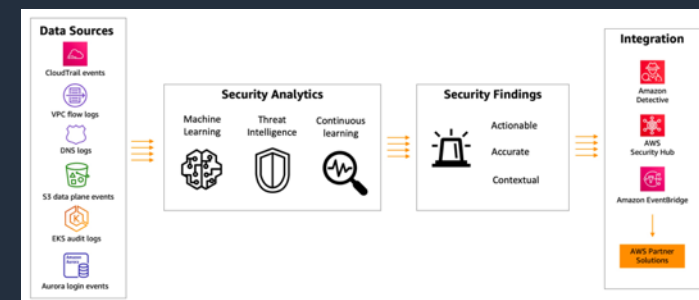 Data Sources
CloudTrail events
VPC flow logs
DNS logs
S3 data plane events
EKS audit logs
Amazon
Aurora
Aurora login events
Security Analytics
Machine
Learning
Threat
Intelligence
Continuous
learning
Security Findings
Actionable
Accurate
Contextual
Integration
Amazon
Detective
AWS
Security Hub
Amazon EventBridge
AWS Partner
Solutions